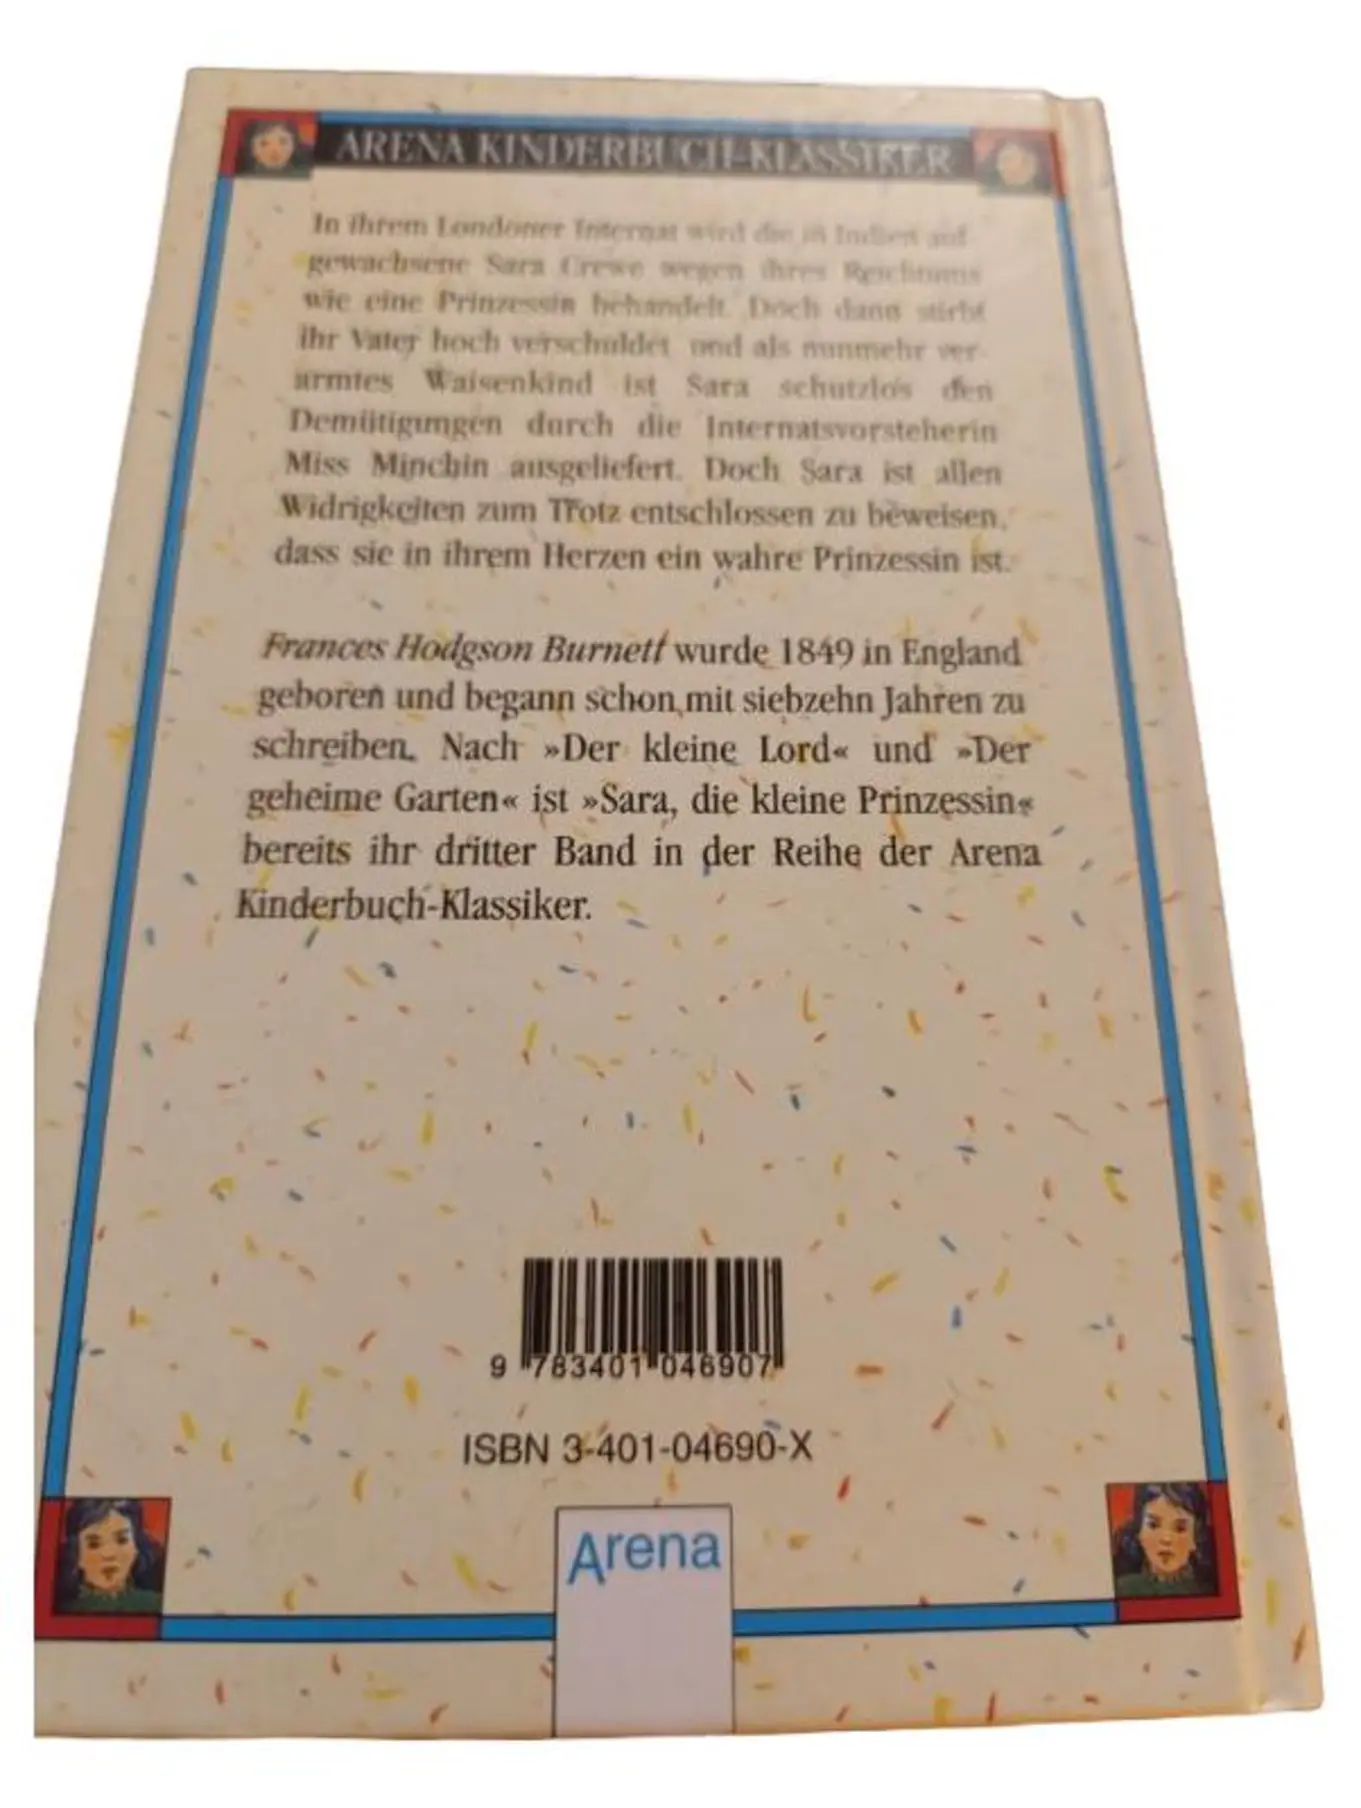 ARENA KINDERBUCH-KLASSIKER
In ihrem Londoner Internat wird die in Indien auf-
gewachsene Sara Crewe wegen ihres Reichtums
wie eine Prinzessin behandelt. Doch dann stirbt
ihr Vater hoch verschuldet und als nunmehr ver-
armtes Waisenkind ist Sara schutzlos den
Demütigungen durch die Internatsvorsteherin
Miss Minchin ausgeliefert. Doch Sara ist allen
Widrigkeiten zum Trotz entschlossen zu beweisen,
dass sie in ihrem Herzen ein wahre Prinzessin ist.
Frances Hodgson Burnett wurde 1849 in England
geboren und begann schon mit siebzehn Jahren zu
schreiben. Nach »Der kleine Lord« und »Der
geheime Garten« ist »Sara, die kleine Prinzessin«
bereits ihr dritter Band in der Reihe der Arena
Kinderbuch-Klassiker.
9 783401 046907
ISBN 3-401-04690-X
Arena